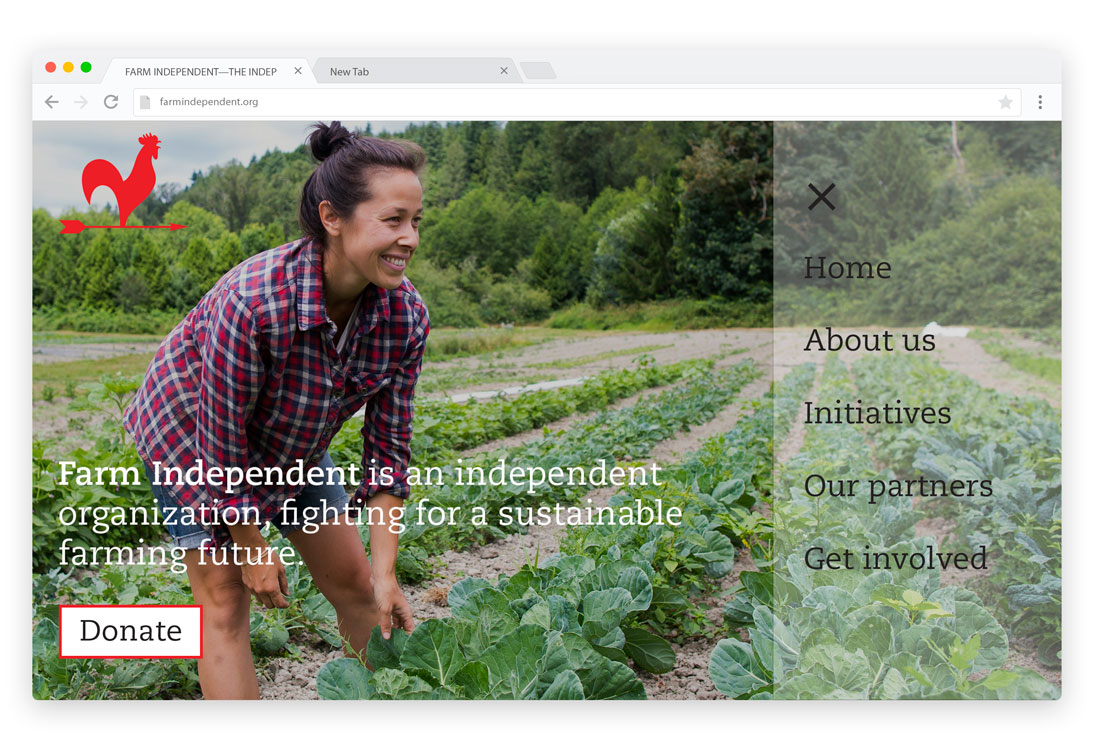 FARM INDEPENDENT—THE INDEP
New Tab
farmindependent.org
Home
About us
Initiatives
Our partners
Get involved
Farm Independent is an independent
organization, fighting for a sustainable
farming future.
Donate